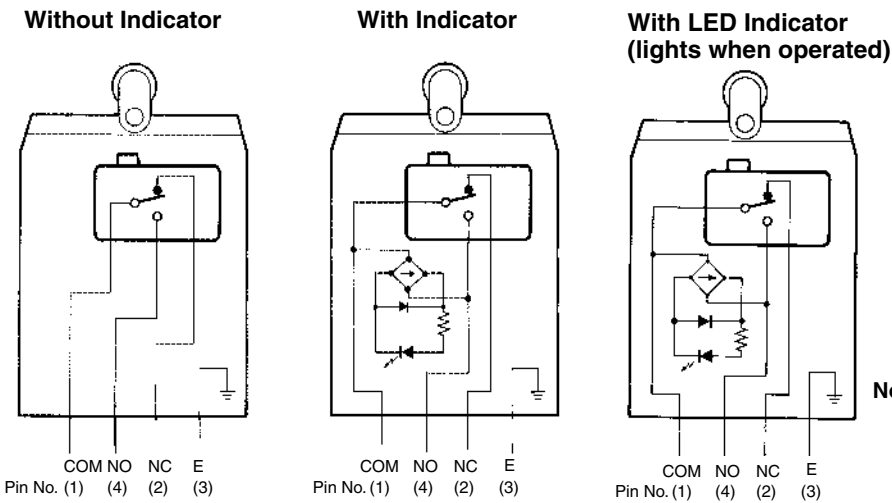 Without Indicator
With Indicator
With LED Indicator
(lights when operated)
COM NO NC E
Pin No. (1) (4) (2) (3)
COM NO NC E
Pin No. (1) (4) (2) (3)
COM NO NC E
Pin No. (1) (4) (2) (3)